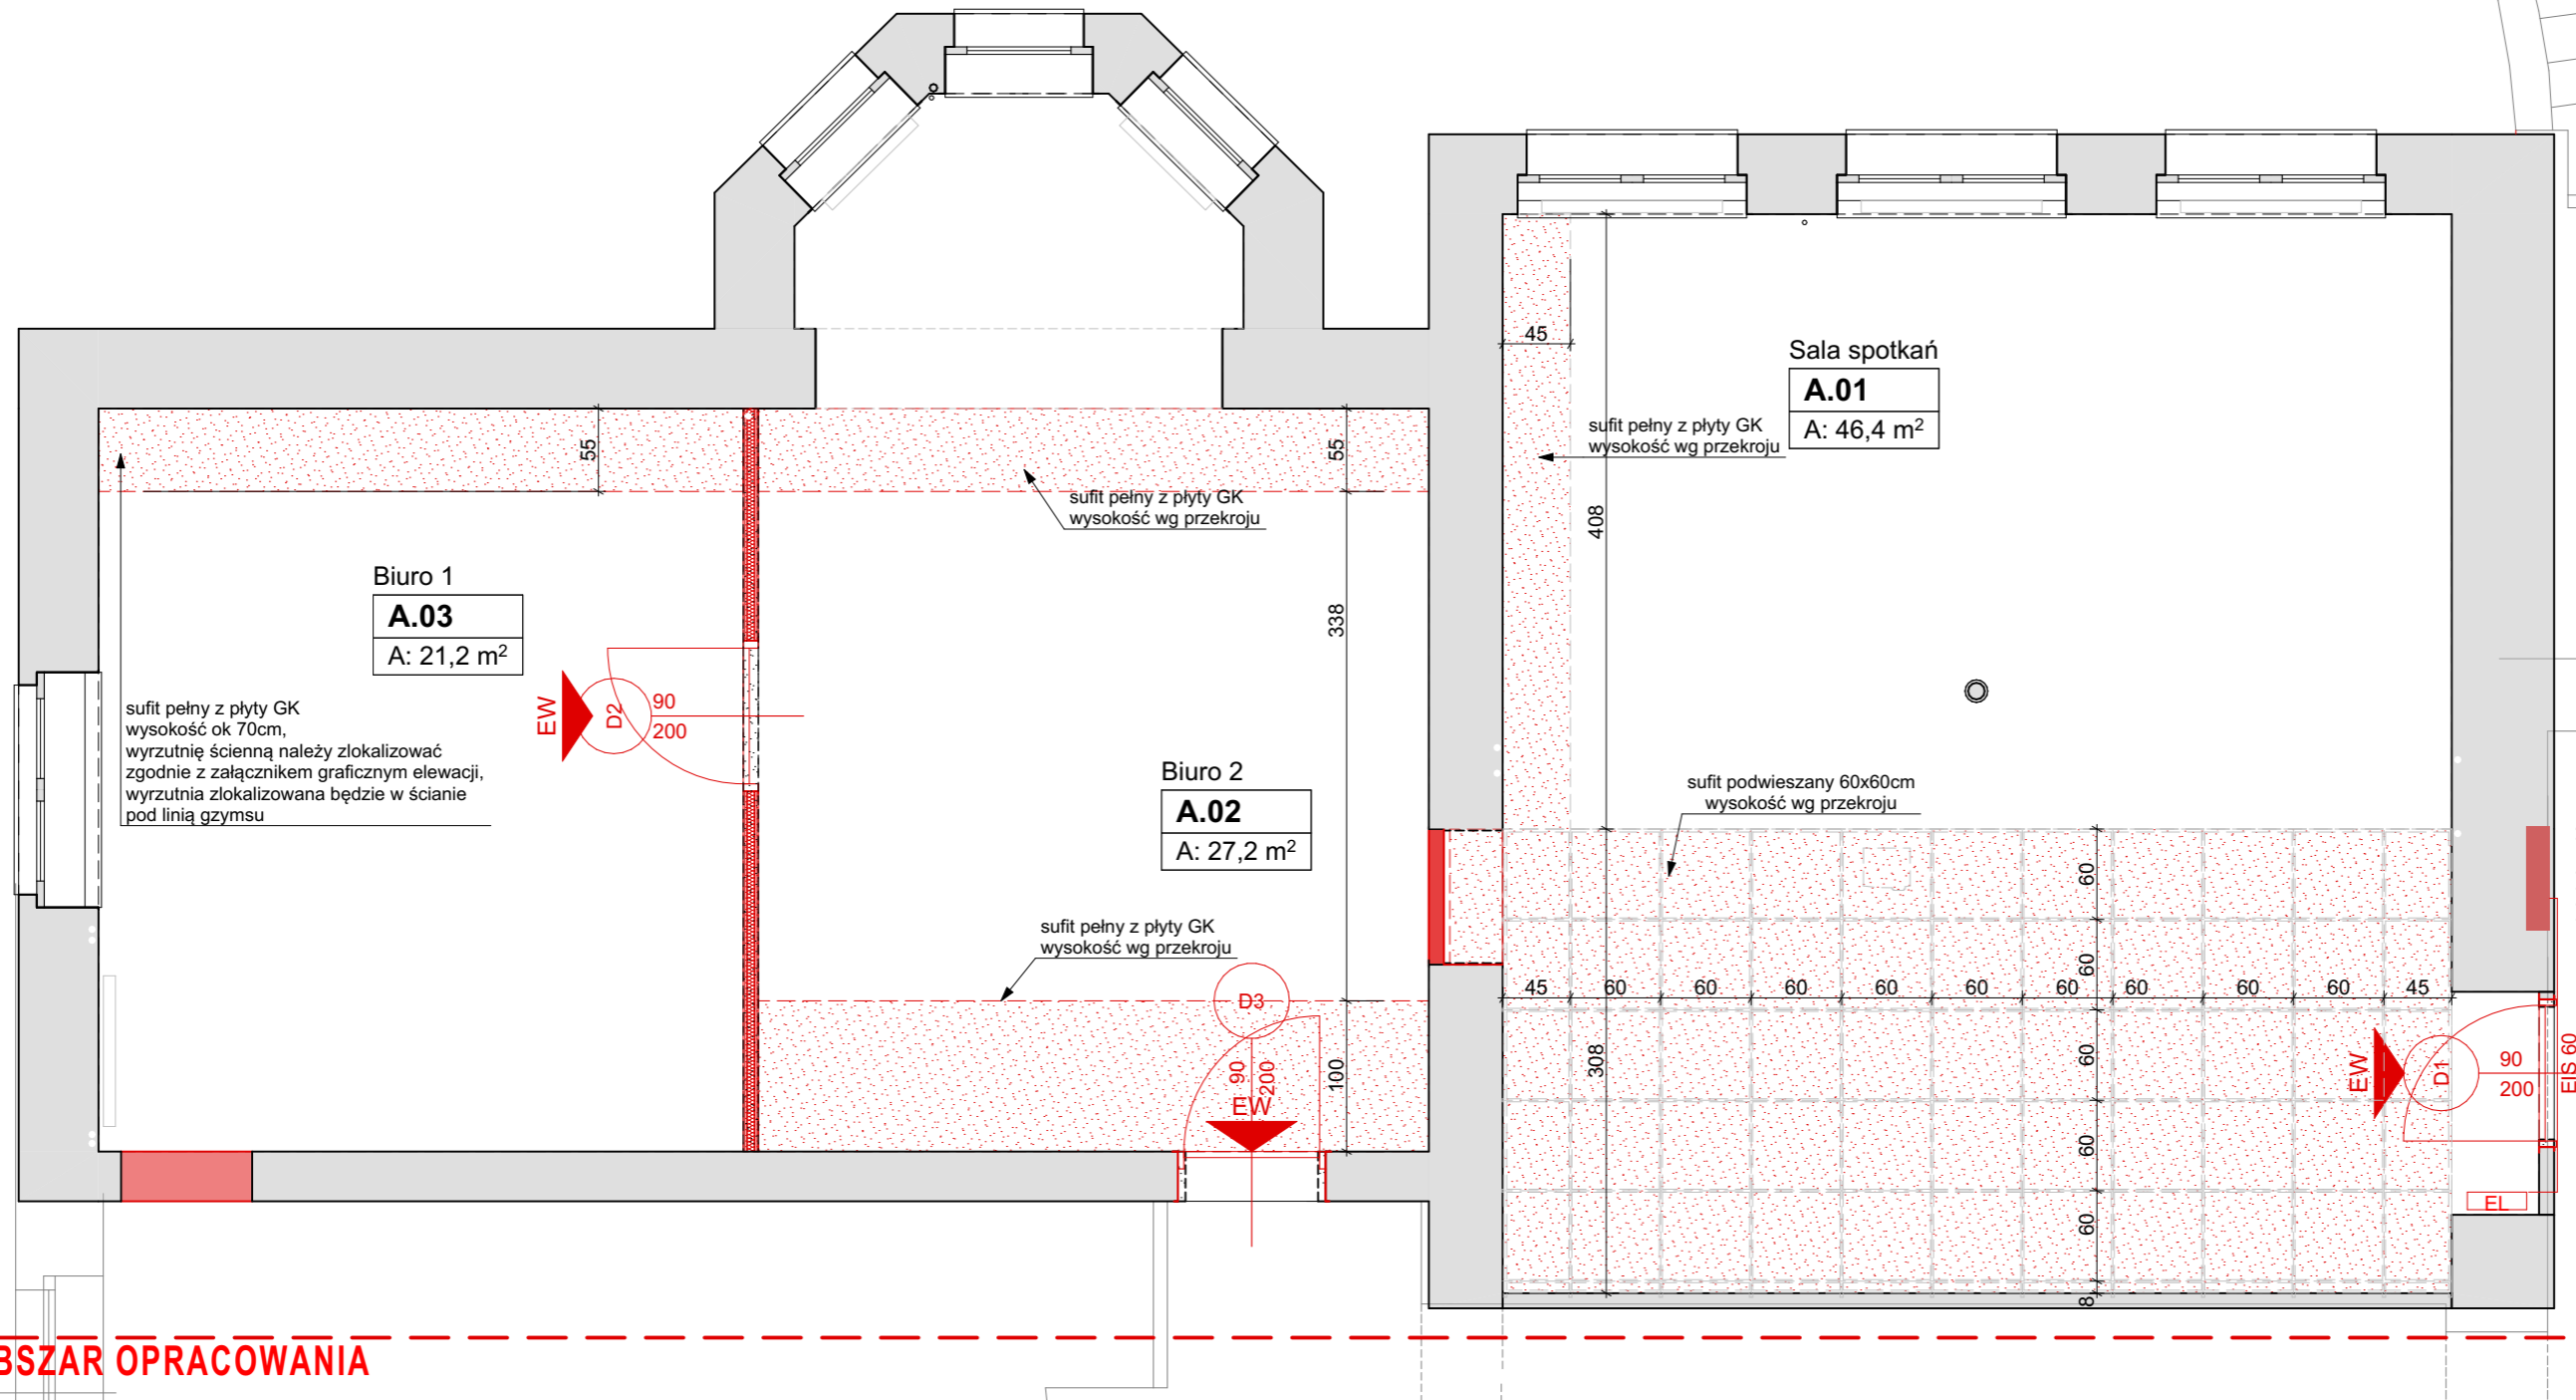 45
Sala spotkań
A.01
A: 46,4 m²
sufit pełny z płyty GK
wysokość wg przekroju
408
55
55
sufit pełny z płyty GK
wysokość wg przekroju
338
Biuro 1
A.03
A: 21,2 m²
EW
D2
90
200
sufit pełny z płyty GK
wysokość ok 70cm,
wyrzutnię ścienną należy zlokalizować
zgodnie z załącznikiem graficznym elewacji,
wyrzutnia zlokalizowana będzie w ścianie
pod linią gzymsu
Biuro 2
A.02
A: 27,2 m²
sufit podwieszany 60x60cm
wysokość wg przekroju
sufit pełny z płyty GK
wysokość wg przekroju
D3
90
200
EW
100
60
60
45 60 60 60 60 60 60 60 60 60 45
308
60
60
60
8
EW
D1
90
200
EIS 60
EL
BSZAR OPRACOWANIA